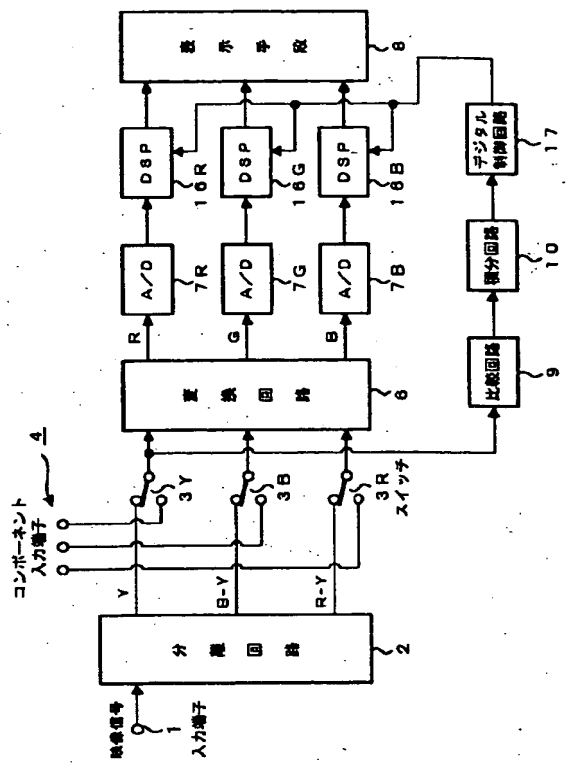 映像信号
1
入力端子
分離回路
2
Y
B-Y
R-Y
コンポーネント
入力端子
4
3Y
3B
3R
スイッチ
変換回路
6
R
G
B
A/D
7R
A/D
7G
A/D
7B
DSP
16R
DSP
16G
DSP
16B
表示手段
8
比較回路
9
積分回路
10
デジタル
制御回路
17